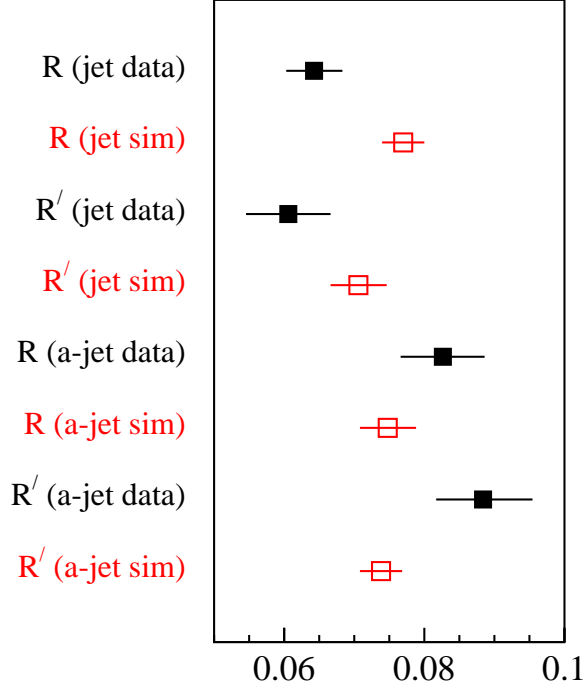 R (jet data)
R (jet sim)
R/ (jet data)
R/ (jet sim)
R (a-jet data)
R (a-jet sim)
R/ (a-jet data)
R/ (a-jet sim)
0.06 0.08 0.1